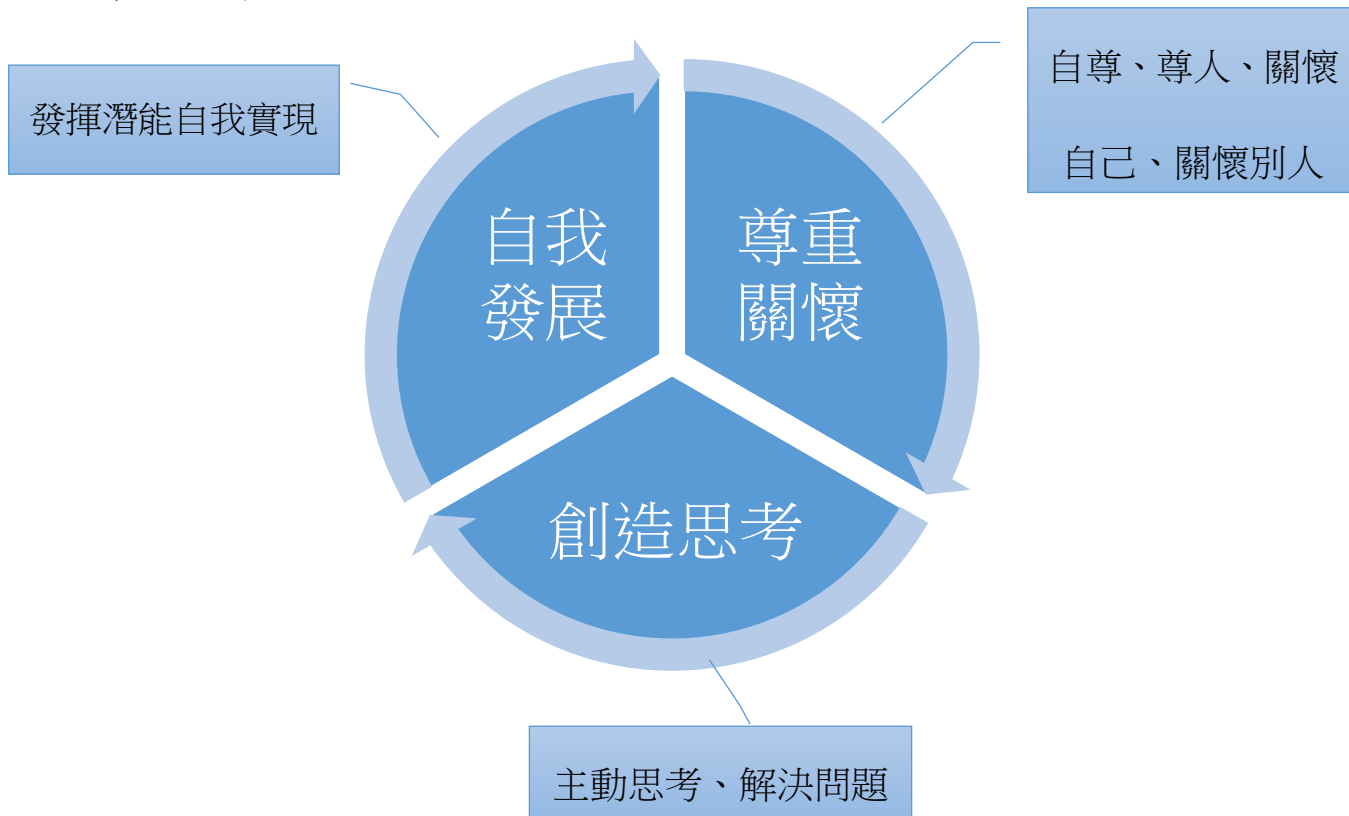 發揮潛能自我實現
自尊、尊人、關懷
自己、關懷別人
自我
發展
尊重
關懷
創造思考
主動思考、解決問題